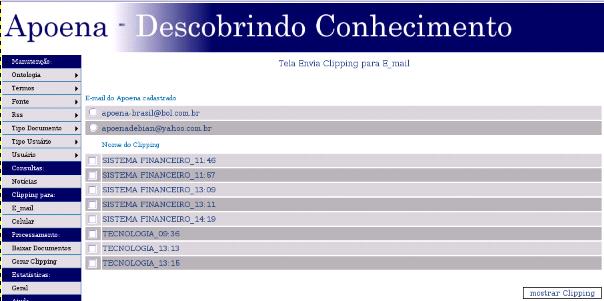 Apoena - Descobrindo Conhecimento
Manutenção:
Ontologia
Termos
Fonte
Rss
Tipo Documento
Tipo Usuário
Usuário
Consultas:
Notícias
Clipping para:
E_mail
Celular
Processamento:
Baixar Documentos
Gerar Clipping
Estatísticas:
Geral
Ajuda
Tela Envia Clipping para E_mail
E-mail do Apoena cadastrado
apoena-brasil@bol.com.br
apoenadebian@yahoo.com.br
Nome do Clipping
SISTEMA FINANCEIRO_11:46
SISTEMA FINANCEIRO_11:57
SISTEMA FINANCEIRO_13:09
SISTEMA FINANCEIRO_13:11
SISTEMA FINANCEIRO_14:19
TECNOLOGIA_09:36
TECNOLOGIA_13:13
TECNOLOGIA_13:15
mostrar Clipping